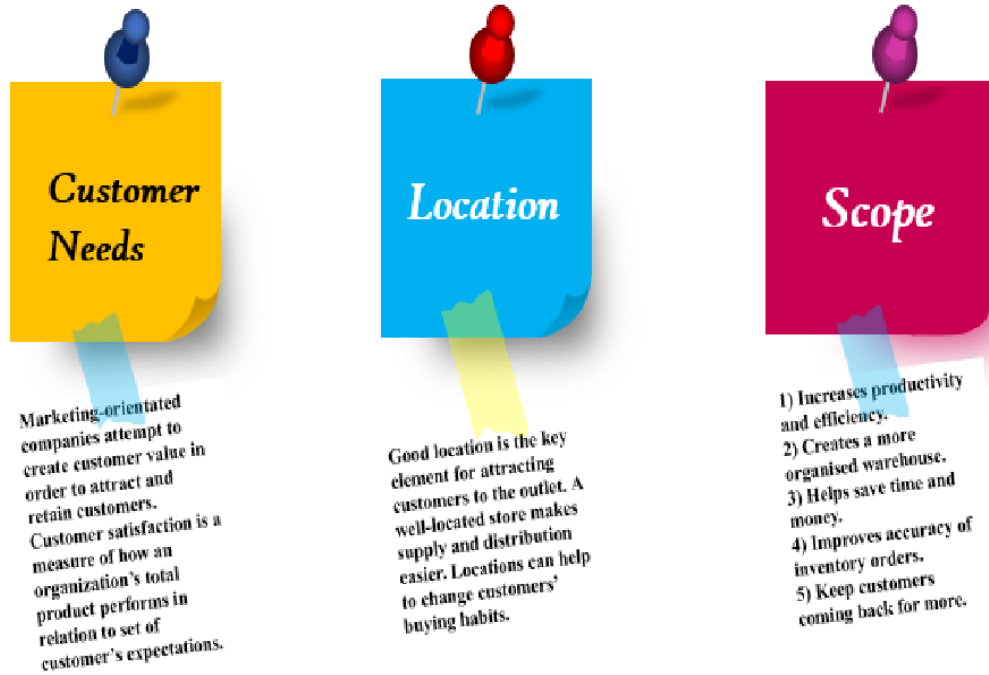 Customer
Needs
Marketing-orientated
companies attempt to
create customer value in
order to attract and
retain customers.
Customer satisfaction is a
measure of how an
organization's total
product performs in
relation to set of
customer's expectations.
Location
Good location is the key
element for attracting
customers to the outlet. A
well-located store makes
supply and distribution
easier. Locations can help
to change customers'
buying habits.
Scope
1) Increases productivity
and efficiency.
2) Creates a more
organised warehouse.
3) Helps save time and
money.
4) Improves accuracy of
inventory orders.
5) Keep customers
coming back for more.